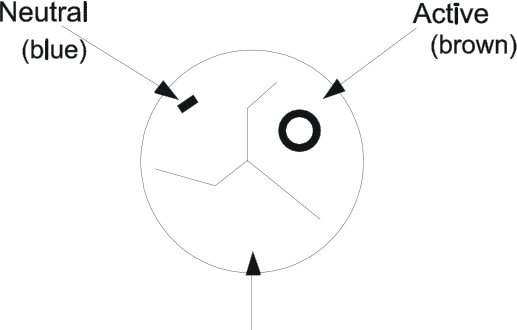 Neutral
(blue)
Active
(brown)